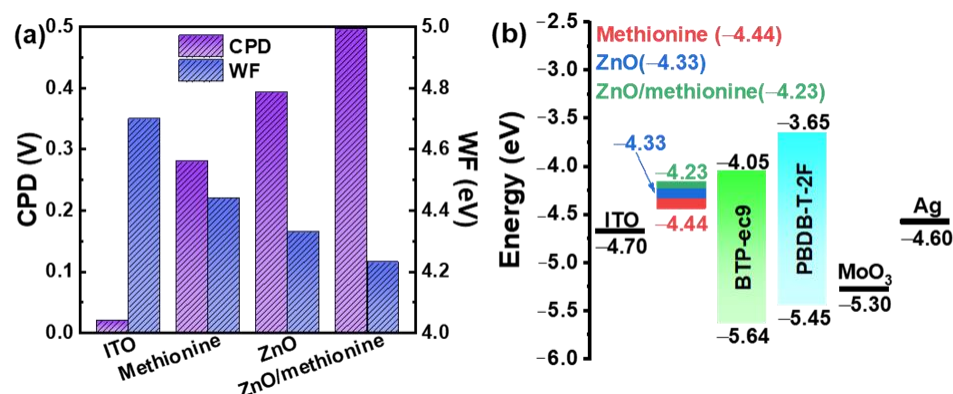 (a)
CPD
WF
0.5
0.4
0.3
0.2
0.1
0.0
CPD (V)
5.0
4.8
4.6
4.4
4.2
4.0
WF (eV)
ITO
Methionine
ZnO
ZnO/methionine
(b)
Methionine (−4.44)
ZnO(−4.33)
ZnO/methionine(−4.23)
−2.5
−3.0
−3.5
−4.0
−4.5
−5.0
−5.5
−6.0
Energy (eV)
ITO
−4.70
−4.33
−4.23
−4.44
−4.05
BTP-ec9
−5.64
−3.65
PBDB-T-2F
−5.45
MoO₃
−5.30
Ag
−4.60